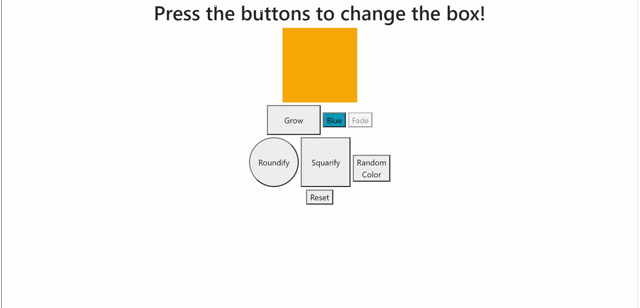 Press the buttons to change the box!
Grow
Blue
Fade
Roundify
Squarify
Random
Color
Reset